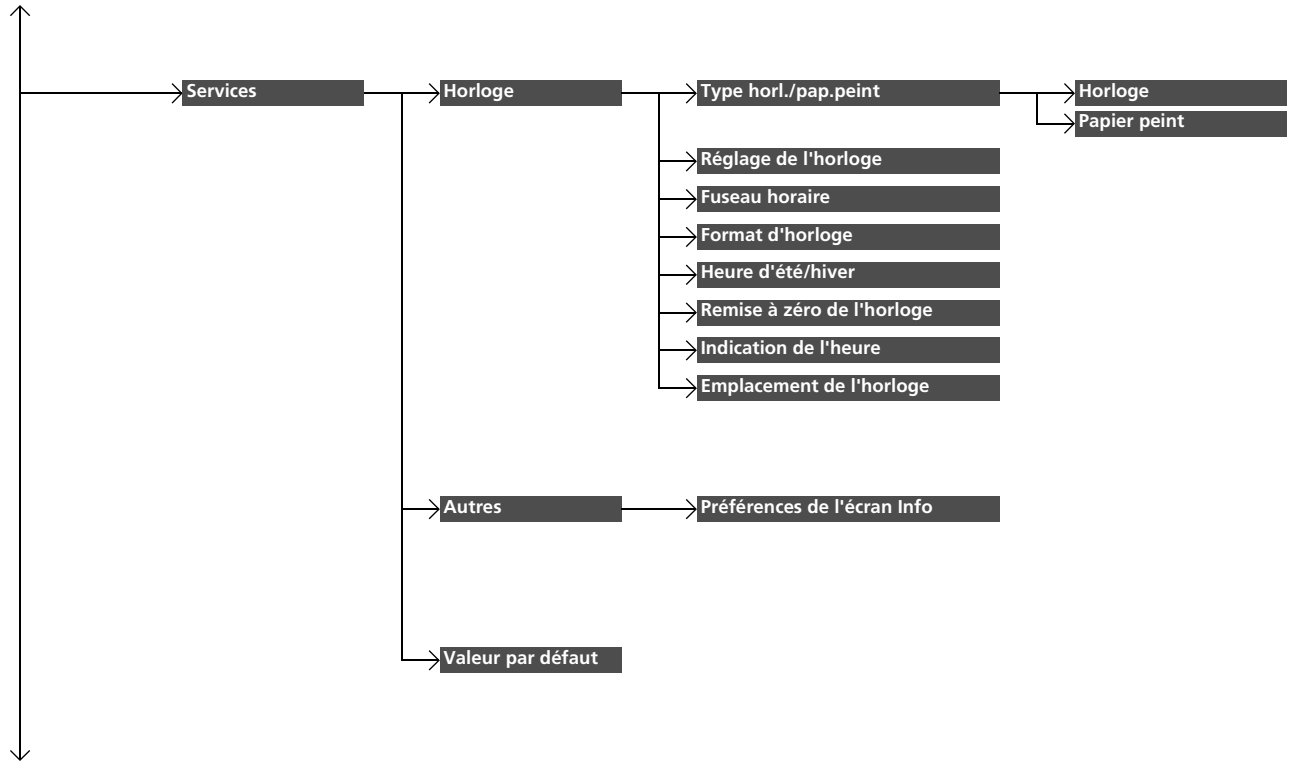 Services
Horloge
Type horl./pap.peint
Horloge
Papier peint
Réglage de l'horloge
Fuseau horaire
Format d'horloge
Heure d'été/hiver
Remise à zéro de l'horloge
Indication de l'heure
Emplacement de l'horloge
Autres
Préférences de l'écran Info
Valeur par défaut